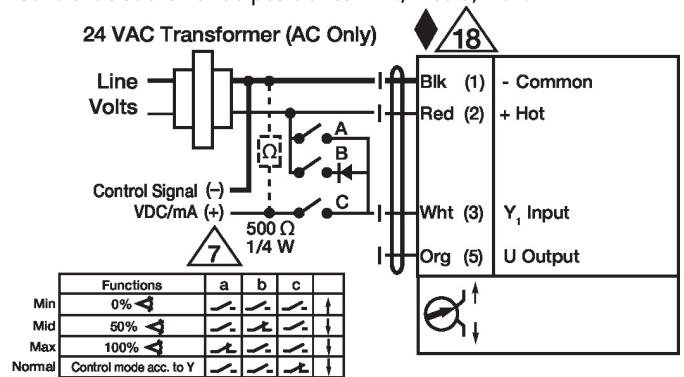 24 VAC Transformer (AC Only)
18
Line
Volts
Blk (1) - Common
Red (2) + Hot
A
B
C
Ω
Control Signal (–)
VDC/mA (+)
500 Ω
1/4 W
7
Wht (3) Y1 Input
Org (5) U Output
Functions a b c
Min 0%
Mid 50%
Max 100%
Normal Control mode acc. to Y